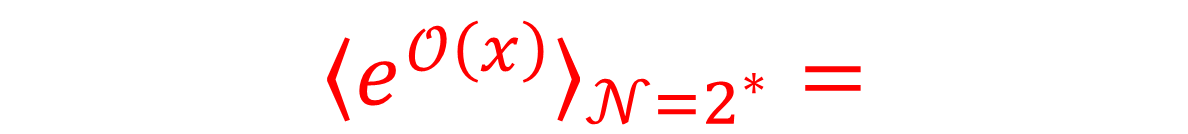 ⟨e^{𝒪(x)}⟩_{𝒩=2^*} =